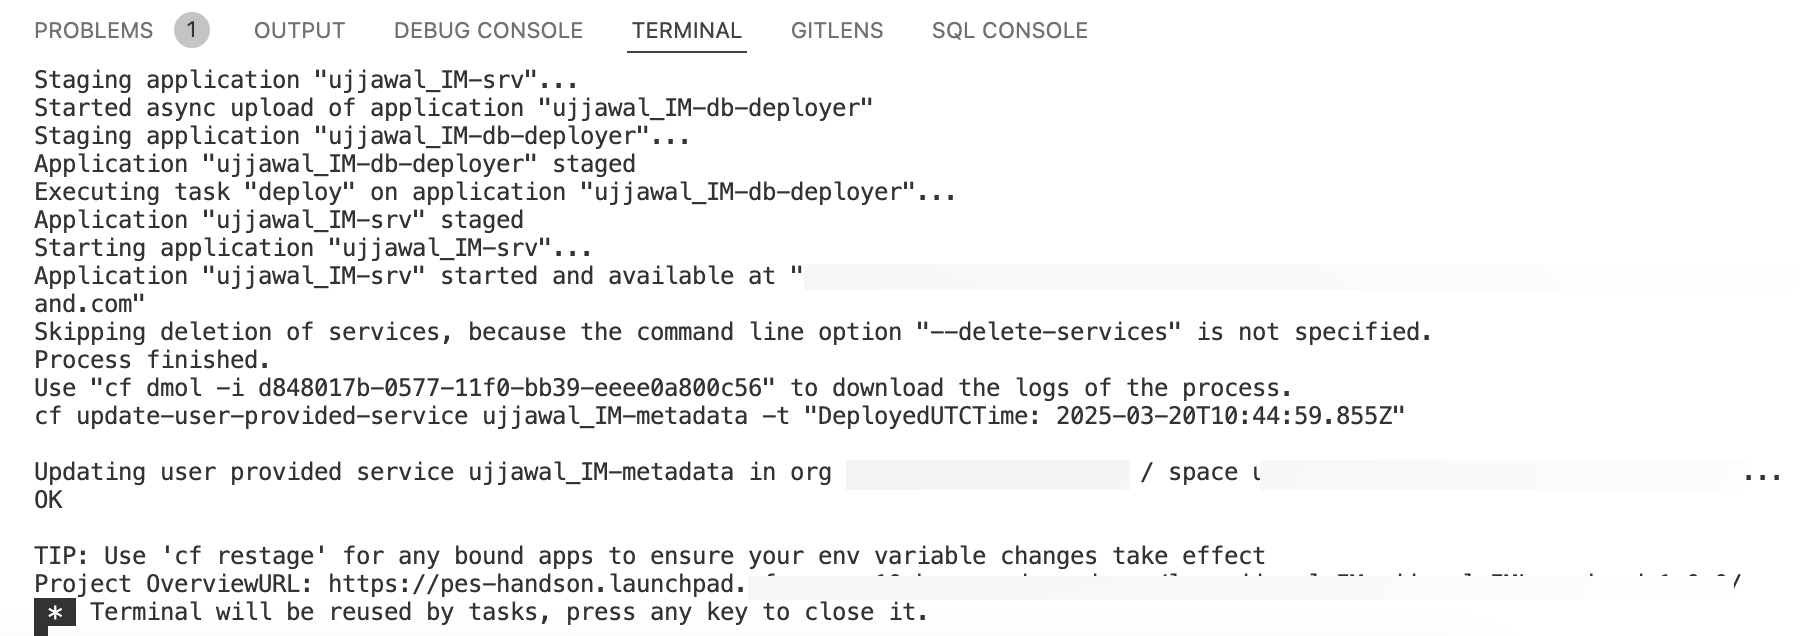 PROBLEMS 1 OUTPUT DEBUG CONSOLE TERMINAL GITLENS SQL CONSOLE
Staging application "ujjawal_IM-srv"...
Started async upload of application "ujjawal_IM-db-deployer"
Staging application "ujjawal_IM-db-deployer"...
Application "ujjawal_IM-db-deployer" staged
Executing task "deploy" on application "ujjawal_IM-db-deployer"...
Application "ujjawal_IM-srv" staged
Starting application "ujjawal_IM-srv"...
Application "ujjawal_IM-srv" started and available at "
and.com"
Skipping deletion of services, because the command line option "--delete-services" is not specified.
Process finished.
Use "cf dmol -i d848017b-0577-11f0-bb39-eeee0a800c56" to download the logs of the process.
cf update-user-provided-service ujjawal_IM-metadata -t "DeployedUTCTime: 2025-03-20T10:44:59.855Z"
Updating user provided service ujjawal_IM-metadata in org / space ...
OK
TIP: Use 'cf restage' for any bound apps to ensure your env variable changes take effect
Project OverviewURL: https://pes-handson.launchpad.
* Terminal will be reused by tasks, press any key to close it.